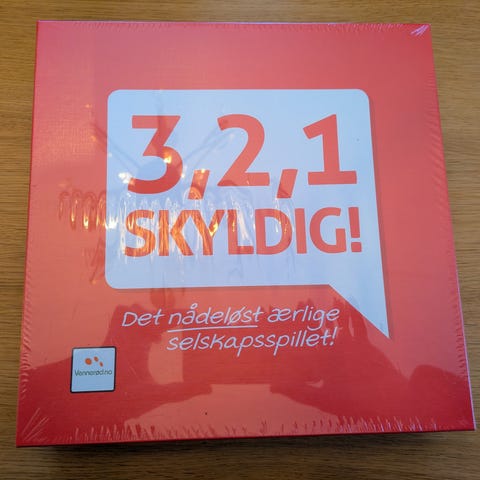 3,2,1
SKYLDIG!
Det nådeløst ærlige
selskapsspillet!
Vennerød.no